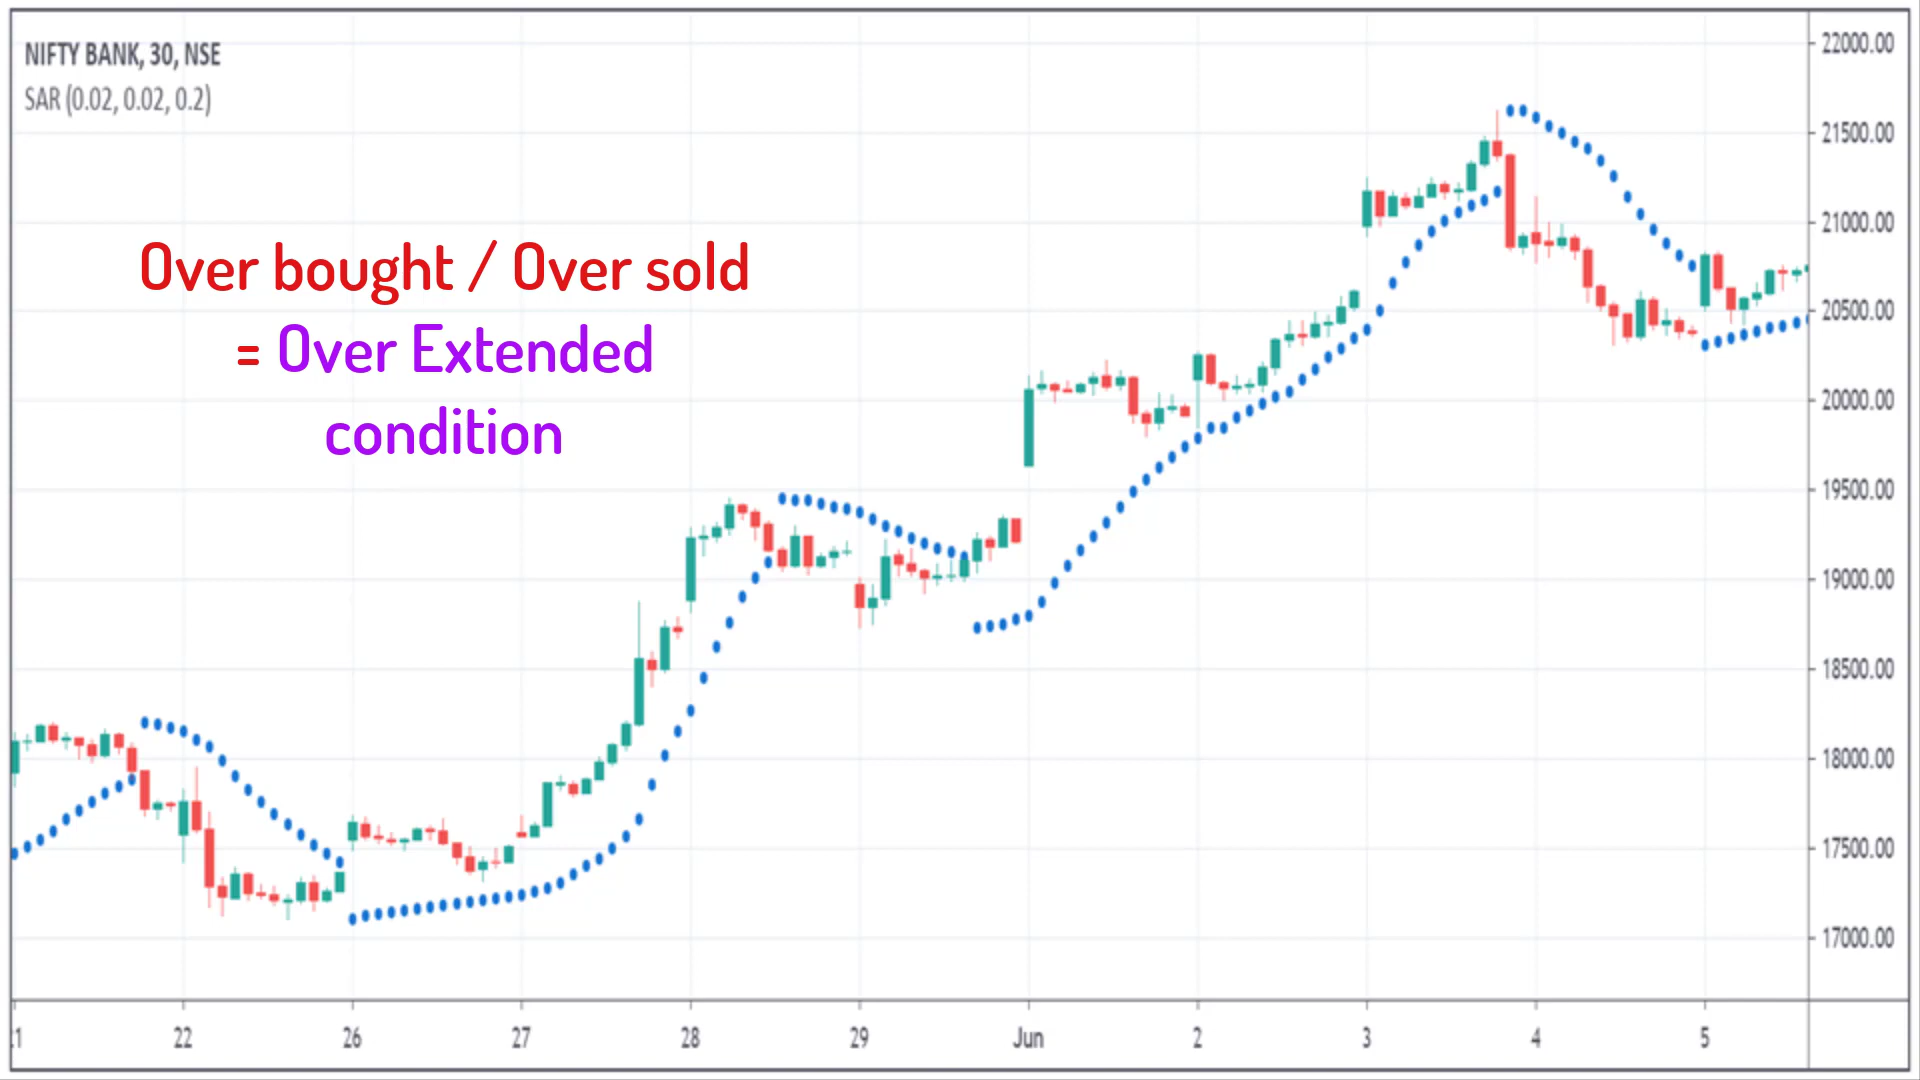 NIFTY BANK, 30, NSE
SAR (0.02, 0.02, 0.2)
Over bought / Over sold
= Over Extended
condition
22000.00
21500.00
21000.00
20500.00
20000.00
19500.00
19000.00
18500.00
18000.00
17500.00
17000.00
22 26 27 28 29 Jun 2 3 4 5